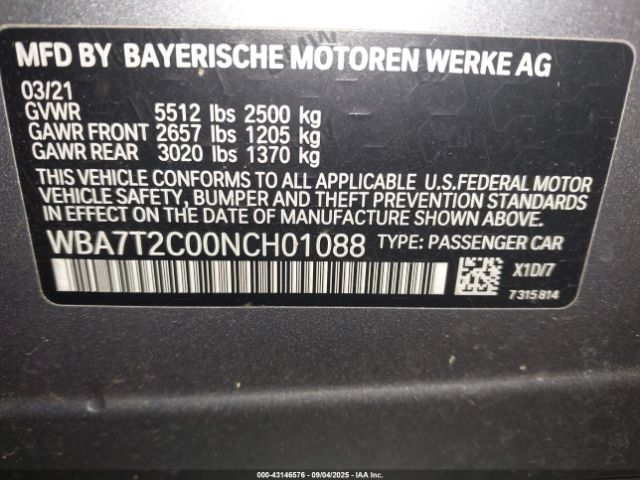 MFD BY BAYERISCHE MOTOREN WERKE AG
03/21
GVWR 5512 lbs 2500 kg
GAWR FRONT 2657 lbs 1205 kg
GAWR REAR 3020 lbs 1370 kg
THIS VEHICLE CONFORMS TO ALL APPLICABLE U.S.FEDERAL MOTOR
VEHICLE SAFETY, BUMPER AND THEFT PREVENTION STANDARDS
IN EFFECT ON THE DATE OF MANUFACTURE SHOWN ABOVE.
WBA7T2C00NCH01088 TYPE: PASSENGER CAR
X1D/7
7315814
000-43146576 - 09/04/2025 - IAA Inc.